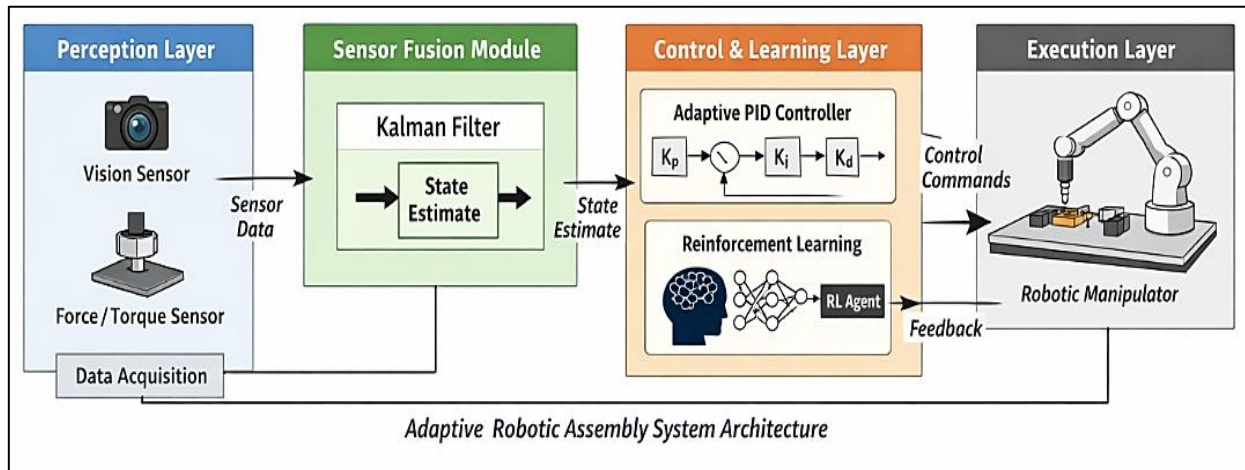 Perception Layer
Vision Sensor
Force/Torque Sensor
Data Acquisition
Sensor
Data
Sensor Fusion Module
Kalman Filter
State
Estimate
State
Estimate
Control & Learning Layer
Adaptive PID Controller
Kp
Ki
Kd
Reinforcement Learning
RL Agent
Control
Commands
Feedback
Execution Layer
Robotic Manipulator
Adaptive Robotic Assembly System Architecture